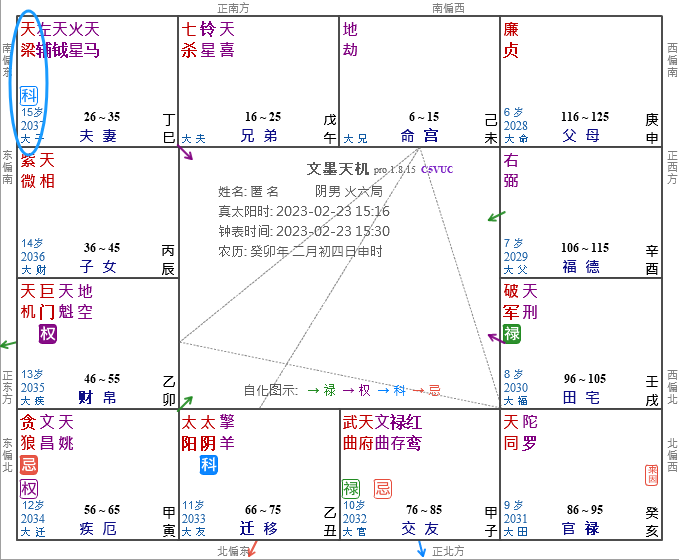 正南方
南偏西
南偏东
天左天火天
梁辅钺星马
科
15岁
2037
大子
26～35
夫妻
丁
巳
七铃天
杀星喜
大夫
16～25
兄弟
戊
午
地
劫
大兄
6～15
命宫
己
未
廉
贞
6岁
2028
大命
116～125
父母
庚
申
西偏南
东偏南
紫天
微相
14岁
2036
大财
36～45
子女
丙
辰
文墨天机 pro 1.8.15 C5VUC
姓名: 匿名 阴男 火六局
真太阳时: 2023-02-23 15:16
钟表时间: 2023-02-23 15:30
农历: 癸卯年 二月初四日申时
右
弼
7岁
2029
大父
106～115
福德
辛
酉
正西方
正东方
天巨天地
机门魁空
权
13岁
2035
大疾
46～55
财帛
乙
卯
自化图示: →禄 →权 →科 →忌
破天
军刑
禄
8岁
2030
大福
96～105
田宅
壬
戌
东偏北
贪文天
狼昌姚
忌
权
12岁
2034
大迁
56～65
疾厄
甲
寅
太太擎
阳阴羊
科
11岁
2033
大友
66～75
迁移
乙
丑
武天文禄红
曲府曲存鸾
禄 忌
10岁
2032
大官
76～85
交友
甲
子
天陀
同罗
来因
9岁
2031
大田
86～95
官禄
癸
亥
西偏北
北偏东
正北方